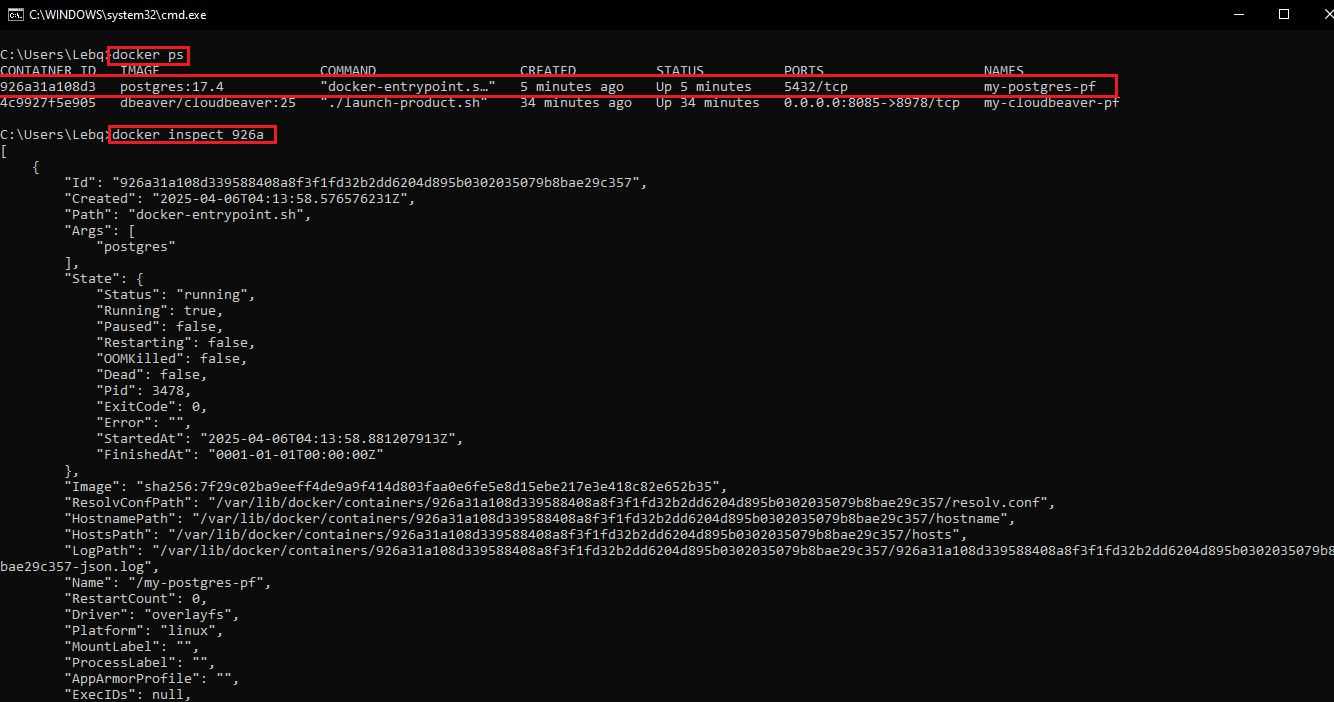 C:\WINDOWS\system32\cmd.exe
C:\Users\Lebq>docker ps
CONTAINER ID   IMAGE                    COMMAND                  CREATED          STATUS          PORTS                    NAMES
926a31a108d3   postgres:17.4            "docker-entrypoint.s…"   5 minutes ago    Up 5 minutes    5432/tcp                 my-postgres-pf
4c9927f5e905   dbeaver/cloudbeaver:25   "./launch-product.sh"    34 minutes ago   Up 34 minutes   0.0.0.0:8085->8978/tcp   my-cloudbeaver-pf
C:\Users\Lebq>docker inspect 926a
[
    {
        "Id": "926a31a108d339588408a8f3f1fd32b2dd6204d895b0302035079b8bae29c357",
        "Created": "2025-04-06T04:13:58.576576231Z",
        "Path": "docker-entrypoint.sh",
        "Args": [
            "postgres"
        ],
        "State": {
            "Status": "running",
            "Running": true,
            "Paused": false,
            "Restarting": false,
            "OOMKilled": false,
            "Dead": false,
            "Pid": 3478,
            "ExitCode": 0,
            "Error": "",
            "StartedAt": "2025-04-06T04:13:58.881207913Z",
            "FinishedAt": "0001-01-01T00:00:00Z"
        },
        "Image": "sha256:7f29c02ba9eeff4de9a9f414d803faa0e6fe5e8d15ebe217e3e418c82e652b35",
        "ResolvConfPath": "/var/lib/docker/containers/926a31a108d339588408a8f3f1fd32b2dd6204d895b0302035079b8bae29c357/resolv.conf",
        "HostnamePath": "/var/lib/docker/containers/926a31a108d339588408a8f3f1fd32b2dd6204d895b0302035079b8bae29c357/hostname",
        "HostsPath": "/var/lib/docker/containers/926a31a108d339588408a8f3f1fd32b2dd6204d895b0302035079b8bae29c357/hosts",
        "LogPath": "/var/lib/docker/containers/926a31a108d339588408a8f3f1fd32b2dd6204d895b0302035079b8bae29c357/926a31a108d339588408a8f3f1fd32b2dd6204d895b0302035079b8
bae29c357-json.log",
        "Name": "/my-postgres-pf",
        "RestartCount": 0,
        "Driver": "overlayfs",
        "Platform": "linux",
        "MountLabel": "",
        "ProcessLabel": "",
        "AppArmorProfile": "",
        "ExecIDs": null,